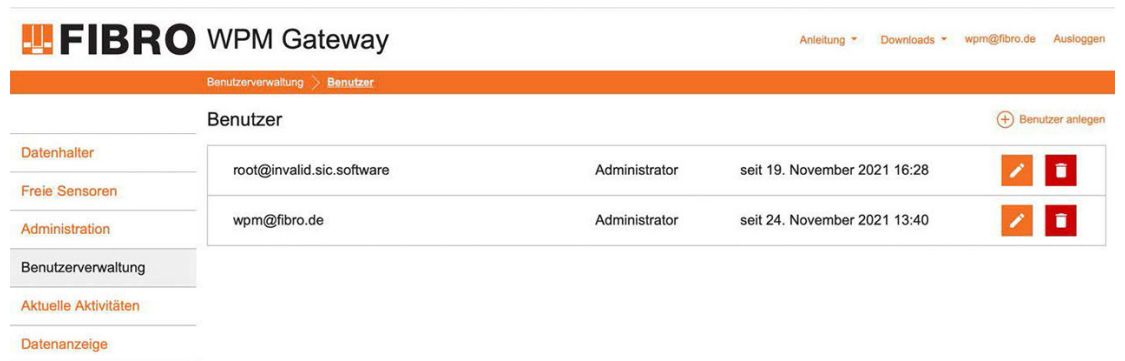 FIBRO WPM Gateway
Anleitung Downloads wpm@fibro.de Ausloggen
Benutzerverwaltung Benutzer
Benutzer
Benutzer anlegen
Datenhalter
Freie Sensoren
Administration
Benutzerverwaltung
Aktuelle Aktivitäten
Datenanzeige
root@invalid.sic.software Administrator seit 19. November 2021 16:28
wpm@fibro.de Administrator seit 24. November 2021 13:40